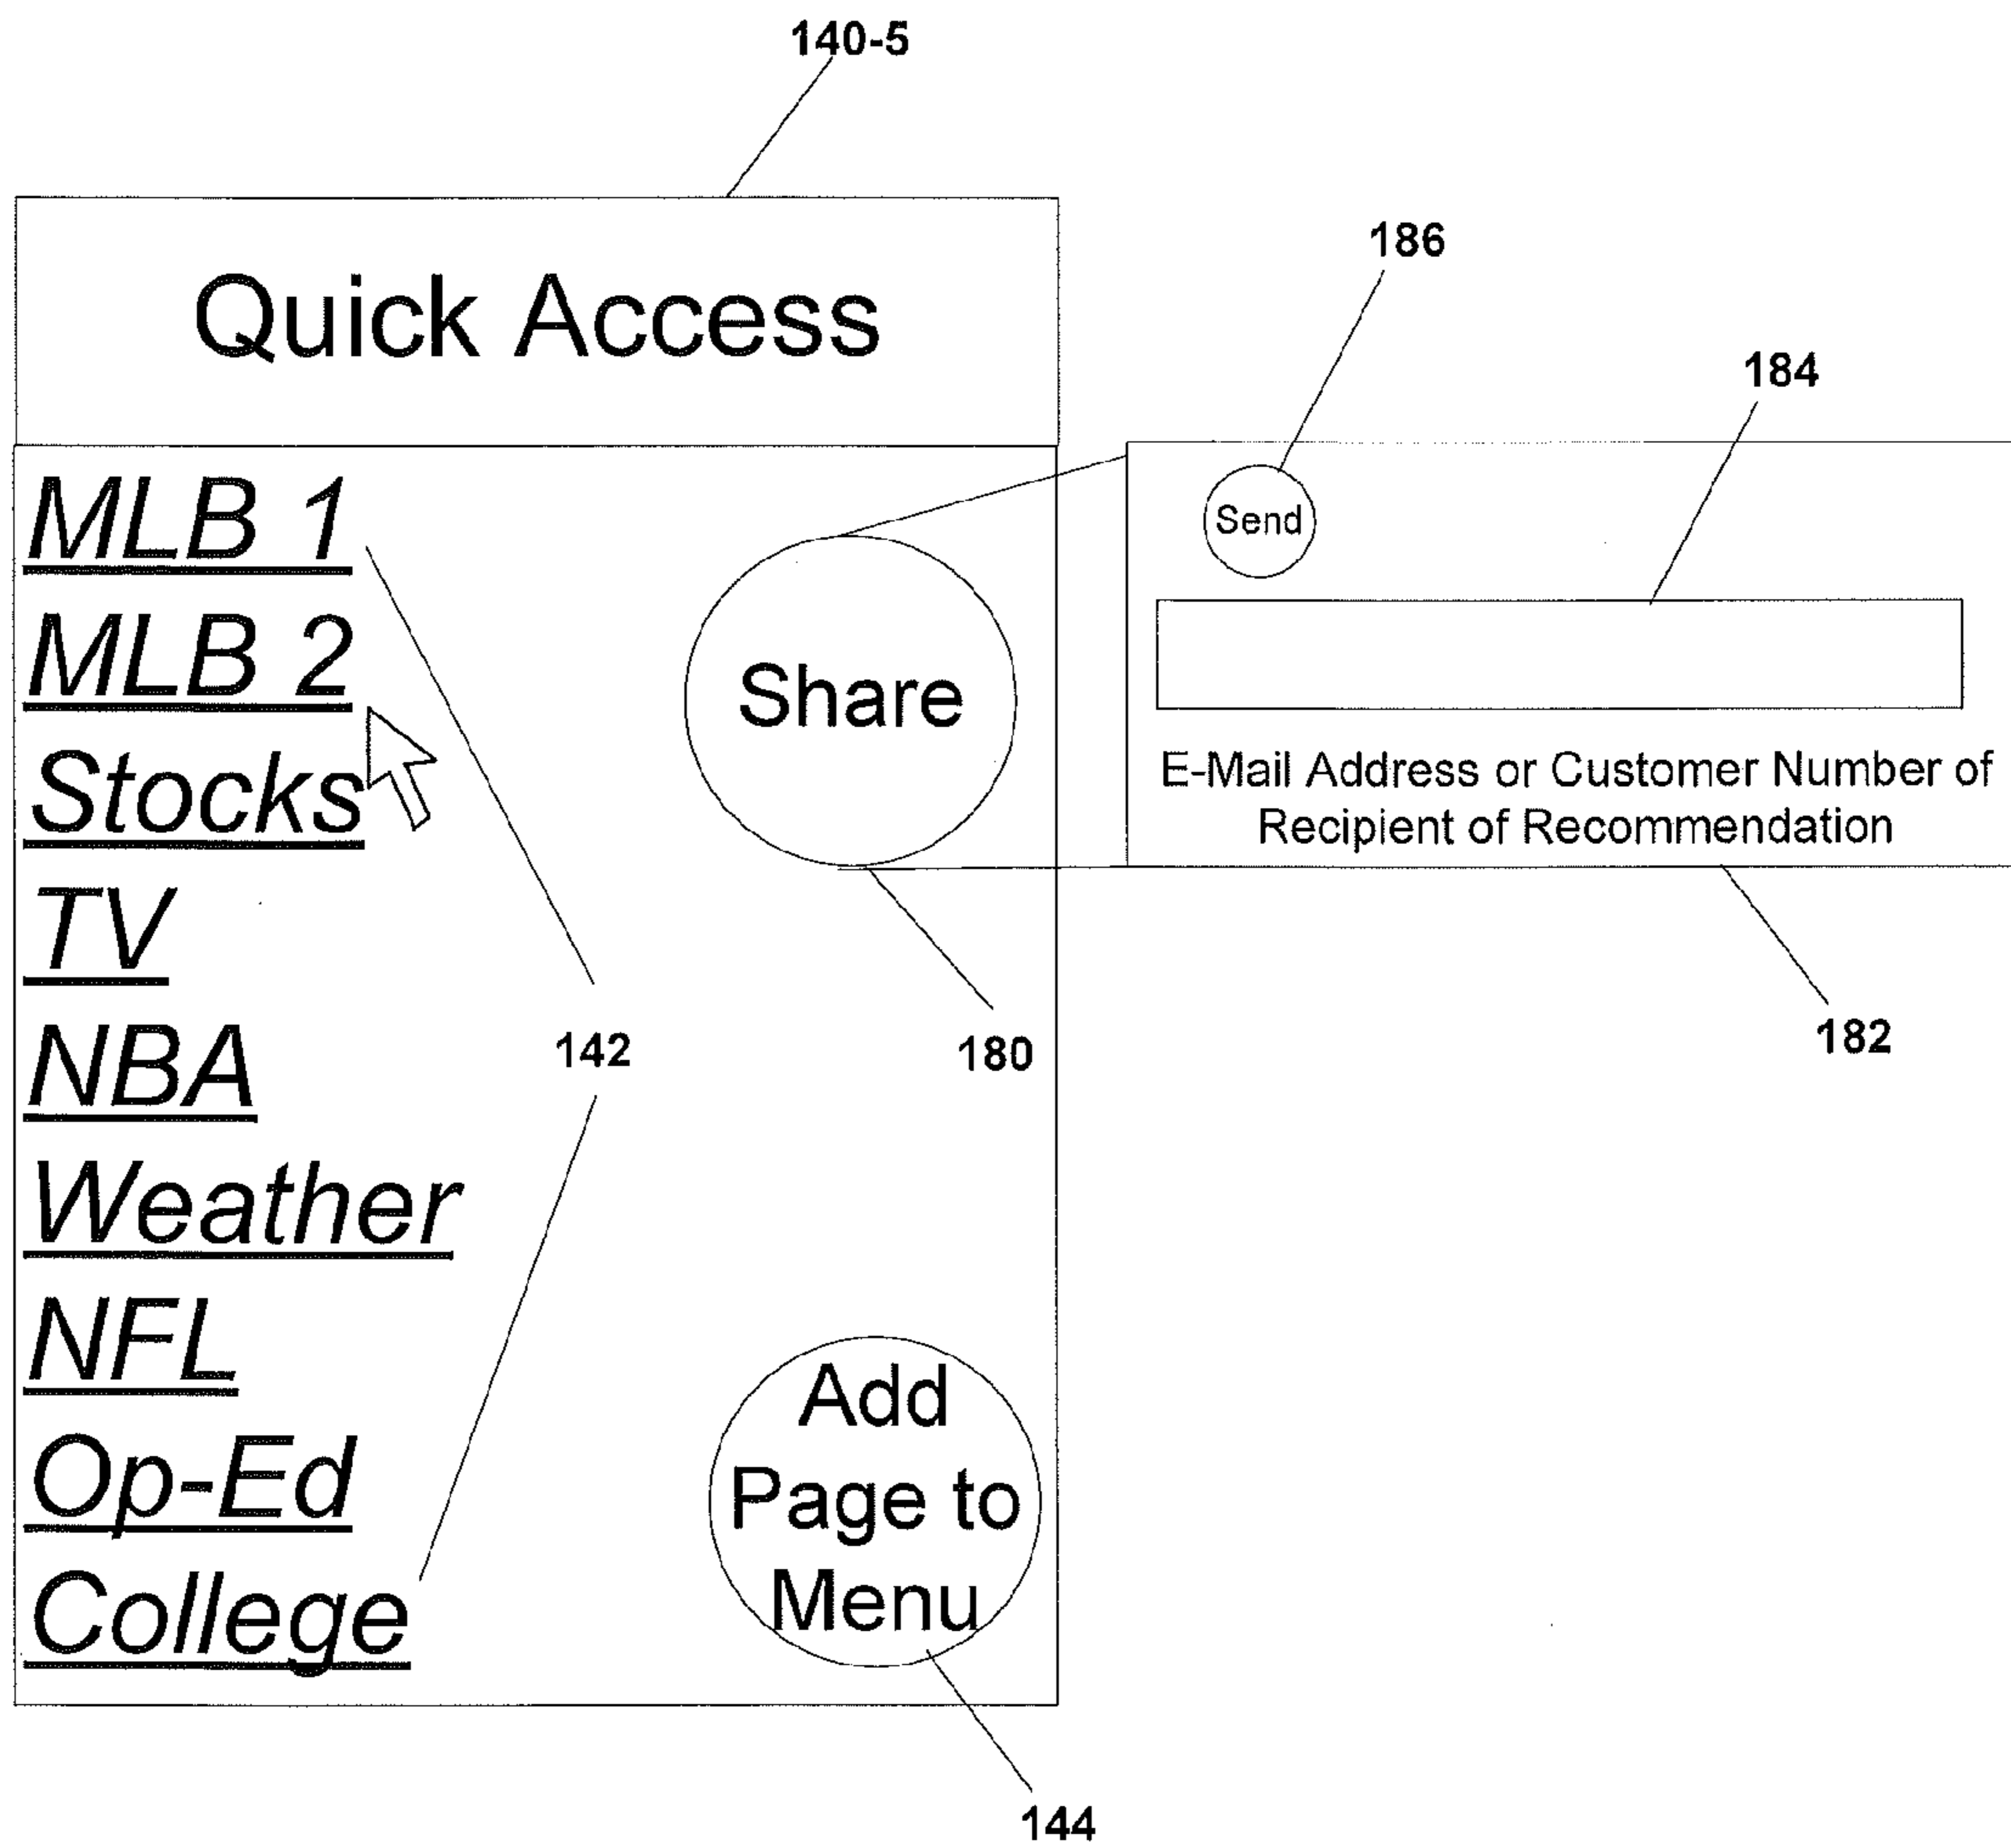 140-5
Quick Access
186
184
MLB 1
MLB 2
Stocks
TV
NBA
Weather
NFL
Op-Ed
College
Share
Send
E-Mail Address or Customer Number of
Recipient of Recommendation
142
180
182
Add
Page to
Menu
144